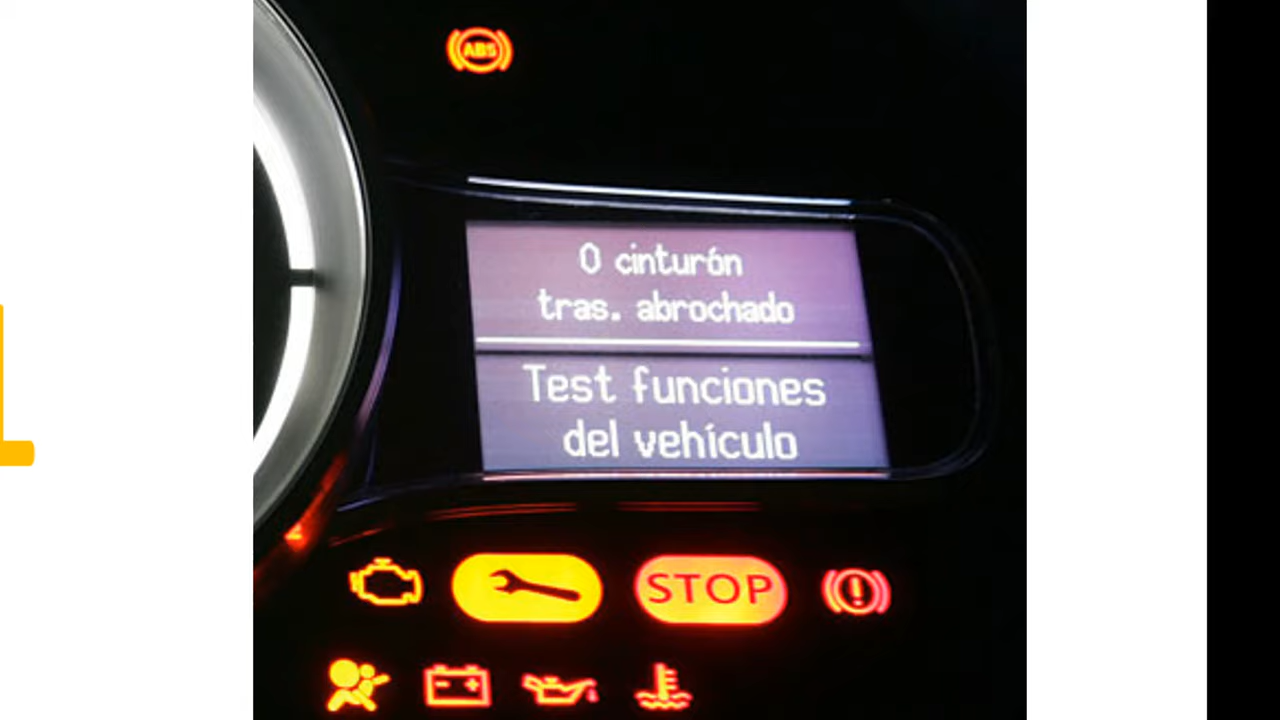 ABS
0 cinturón
tras. abrochado
Test funciones
del vehículo
STOP